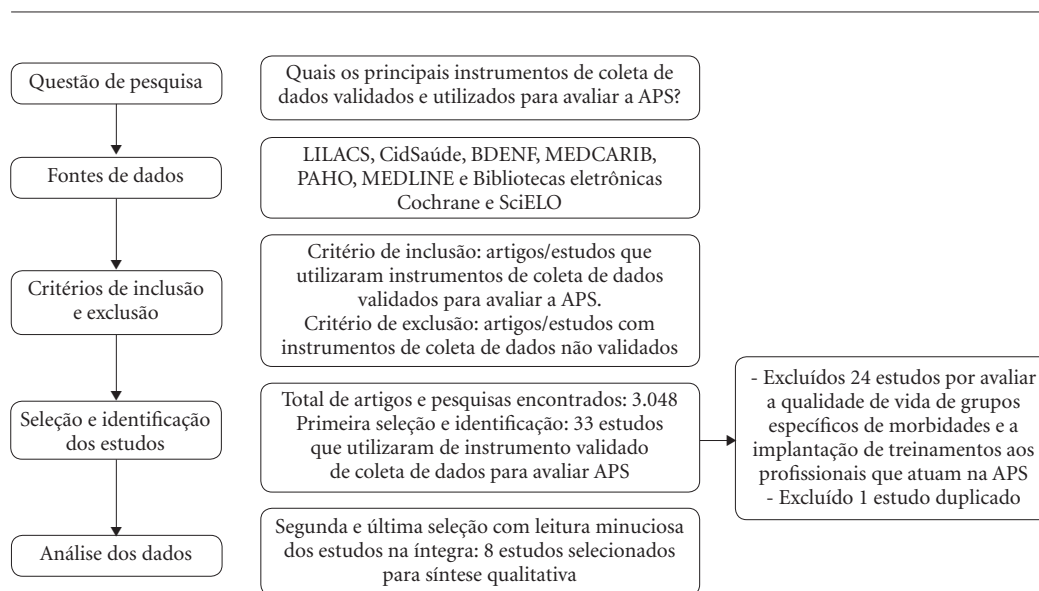 Questão de pesquisa
Quais os principais instrumentos de coleta de
dados validados e utilizados para avaliar a APS?
Fontes de dados
LILACS, CidSaúde, BDENF, MEDCARIB,
PAHO, MEDLINE e Bibliotecas eletrônicas
Cochrane e SciELO
Critérios de inclusão
e exclusão
Critério de inclusão: artigos/estudos que
utilizaram instrumentos de coleta de dados
validados para avaliar a APS.
Critério de exclusão: artigos/estudos com
instrumentos de coleta de dados não validados
Seleção e identificação
dos estudos
Total de artigos e pesquisas encontrados: 3.048
Primeira seleção e identificação: 33 estudos
que utilizaram de instrumento validado
de coleta de dados para avaliar APS
- Excluídos 24 estudos por avaliar
a qualidade de vida de grupos
específicos de morbidades e a
implantação de treinamentos aos
profissionais que atuam na APS
- Excluído 1 estudo duplicado
Análise dos dados
Segunda e última seleção com leitura minuciosa
dos estudos na íntegra: 8 estudos selecionados
para síntese qualitativa